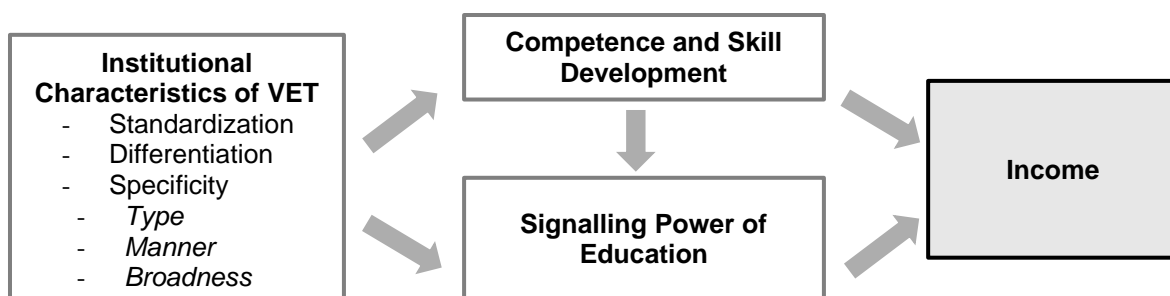 Institutional
Characteristics of VET
- Standardization
- Differentiation
- Specificity
- Type
- Manner
- Broadness
Competence and Skill
Development
Signalling Power of
Education
Income